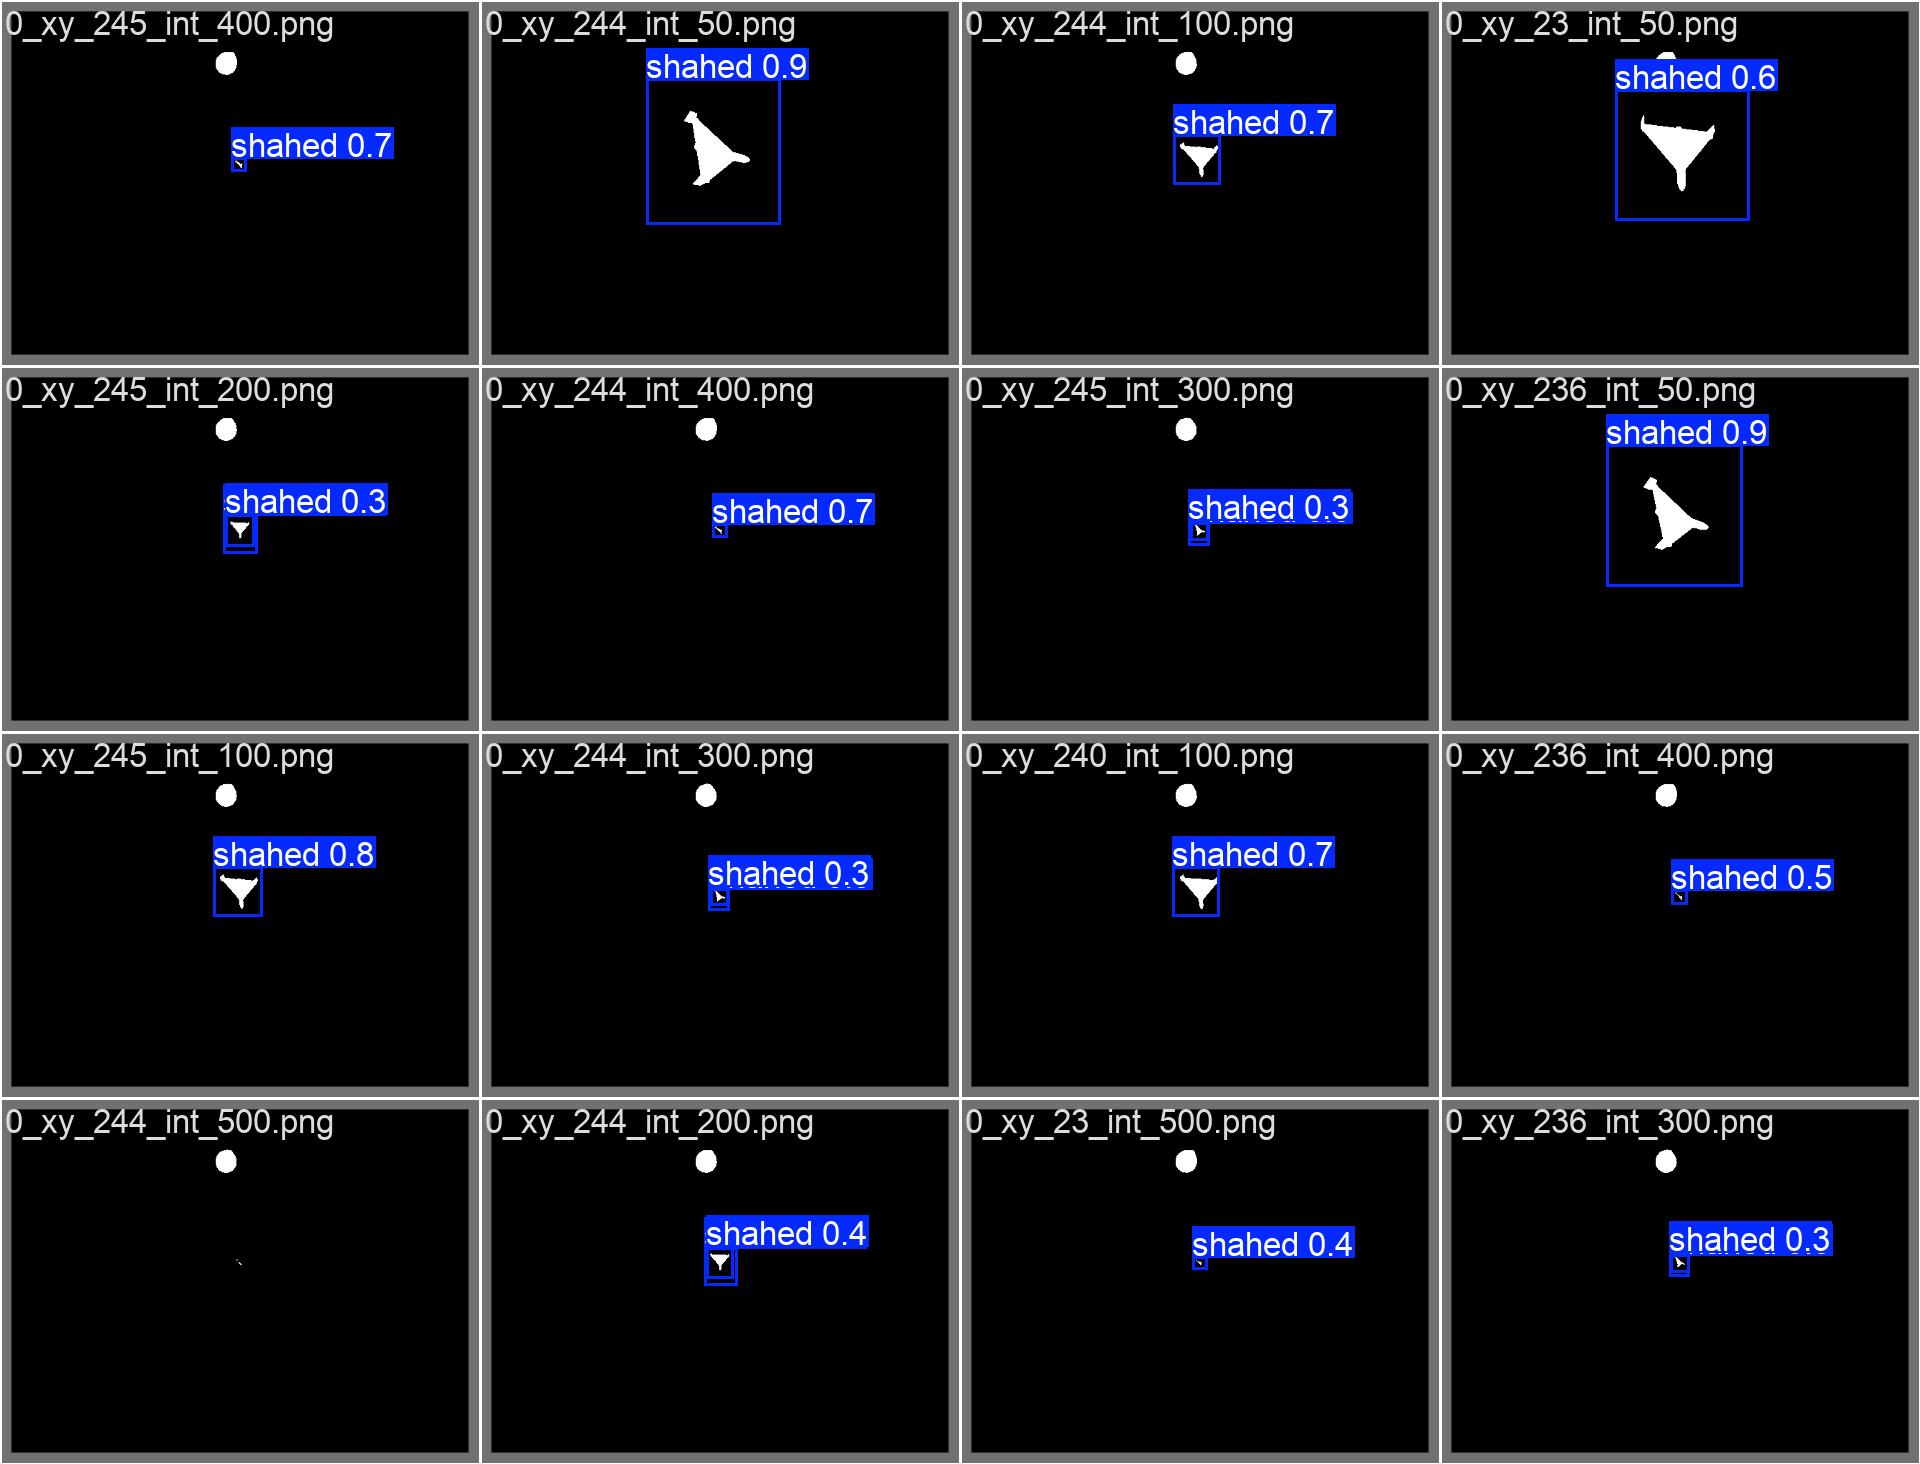 0_xy_245_int_400.png
shahed 0.7
0_xy_244_int_50.png
shahed 0.9
0_xy_244_int_100.png
shahed 0.7
0_xy_23_int_50.png
shahed 0.6
0_xy_245_int_200.png
shahed 0.3
0_xy_244_int_400.png
shahed 0.7
0_xy_245_int_300.png
shahed 0.3
0_xy_236_int_50.png
shahed 0.9
0_xy_245_int_100.png
shahed 0.8
0_xy_244_int_300.png
shahed 0.3
0_xy_240_int_100.png
shahed 0.7
0_xy_236_int_400.png
shahed 0.5
0_xy_244_int_500.png
0_xy_244_int_200.png
shahed 0.4
0_xy_23_int_500.png
shahed 0.4
0_xy_236_int_300.png
shahed 0.3